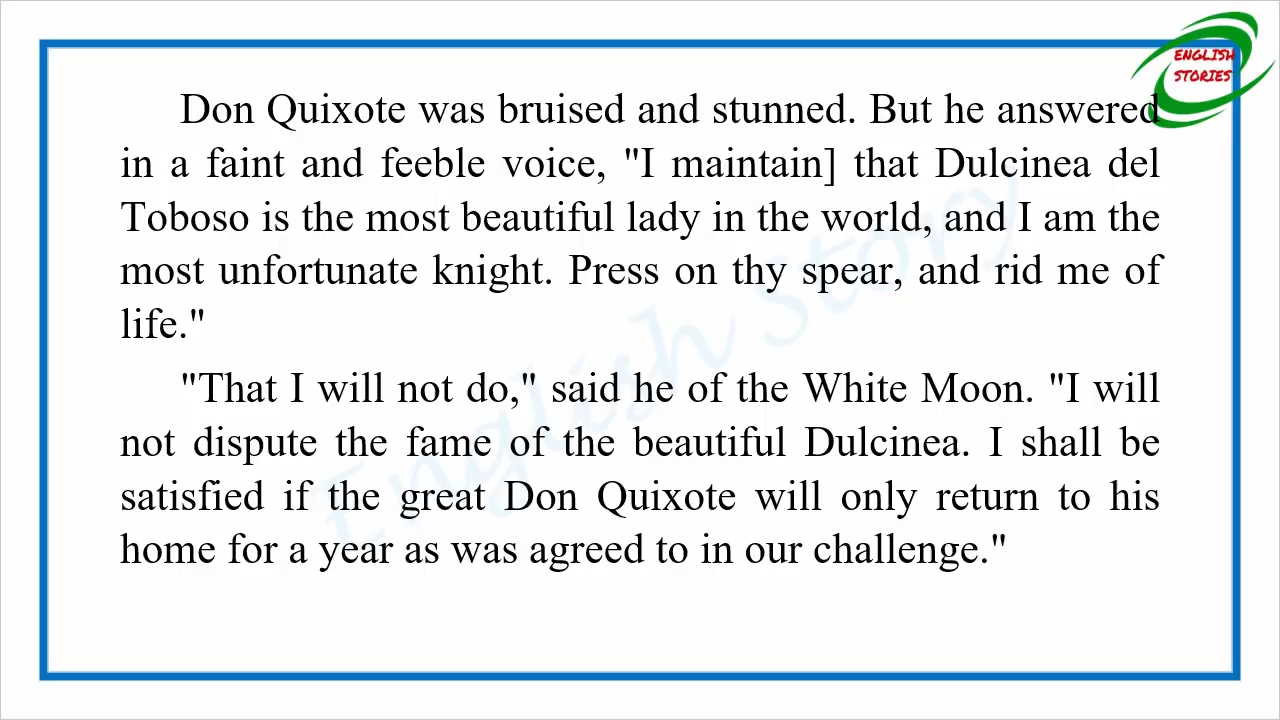 ENGLISH
STORIES
Don Quixote was bruised and stunned. But he answered
in a faint and feeble voice, "I maintain] that Dulcinea del
Toboso is the most beautiful lady in the world, and I am the
most unfortunate knight. Press on thy spear, and rid me of
life."
"That I will not do," said he of the White Moon. "I will
not dispute the fame of the beautiful Dulcinea. I shall be
satisfied if the great Don Quixote will only return to his
home for a year as was agreed to in our challenge."
English Story